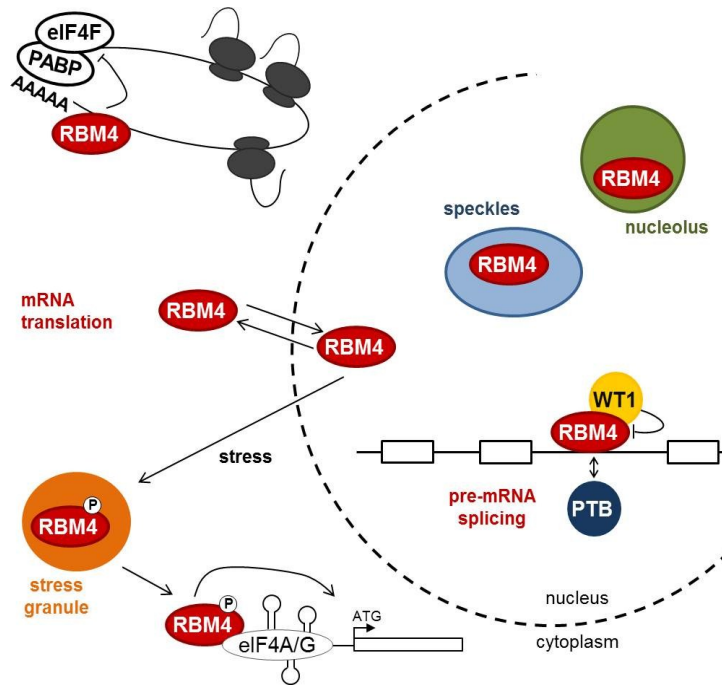 eIF4F
PABP
AAAAA
RBM4
RBM4
nucleolus
speckles
RBM4
mRNA
translation
RBM4
RBM4
WT1
RBM4
stress
pre-mRNA
splicing
PTB
P
RBM4
stress
granule
nucleus
cytoplasm
P
RBM4
eIF4A/G
ATG